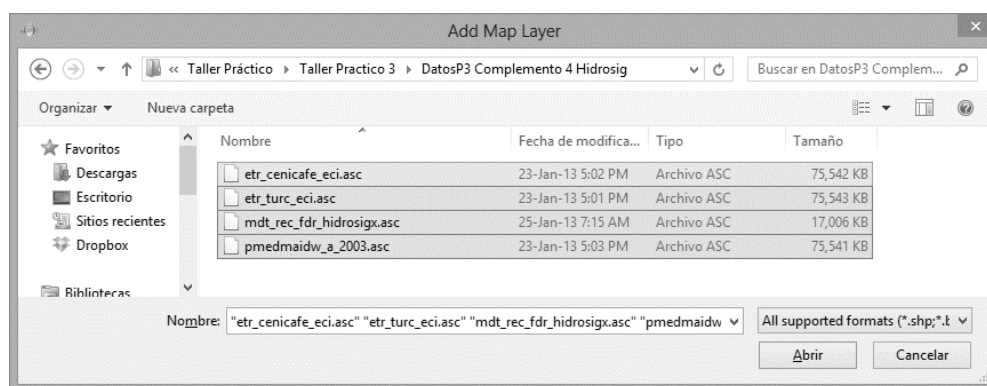 Add Map Layer
« Taller Práctico Taller Practico 3 DatosP3 Complemento 4 Hidrosig
Buscar en DatosP3 Complem...
Organizar Nueva carpeta
Nombre Fecha de modifica... Tipo Tamaño
Favoritos
Descargas
Escritorio
Sitios recientes
Dropbox
Bibliotecas
etr_cenicafe_eci.asc 23-Jan-13 5:02 PM Archivo ASC 75,542 KB
etr_turc_eci.asc 23-Jan-13 5:01 PM Archivo ASC 75,543 KB
mdt_rec_fdr_hidrosigx.asc 25-Jan-13 7:15 AM Archivo ASC 17,006 KB
pmedmaidw_a_2003.asc 23-Jan-13 5:03 PM Archivo ASC 75,541 KB
Nombre: "etr_cenicafe_eci.asc" "etr_turc_eci.asc" "mdt_rec_fdr_hidrosigx.asc" "pmedmaidw
All supported formats (*.shp;*.b
Abrir Cancelar